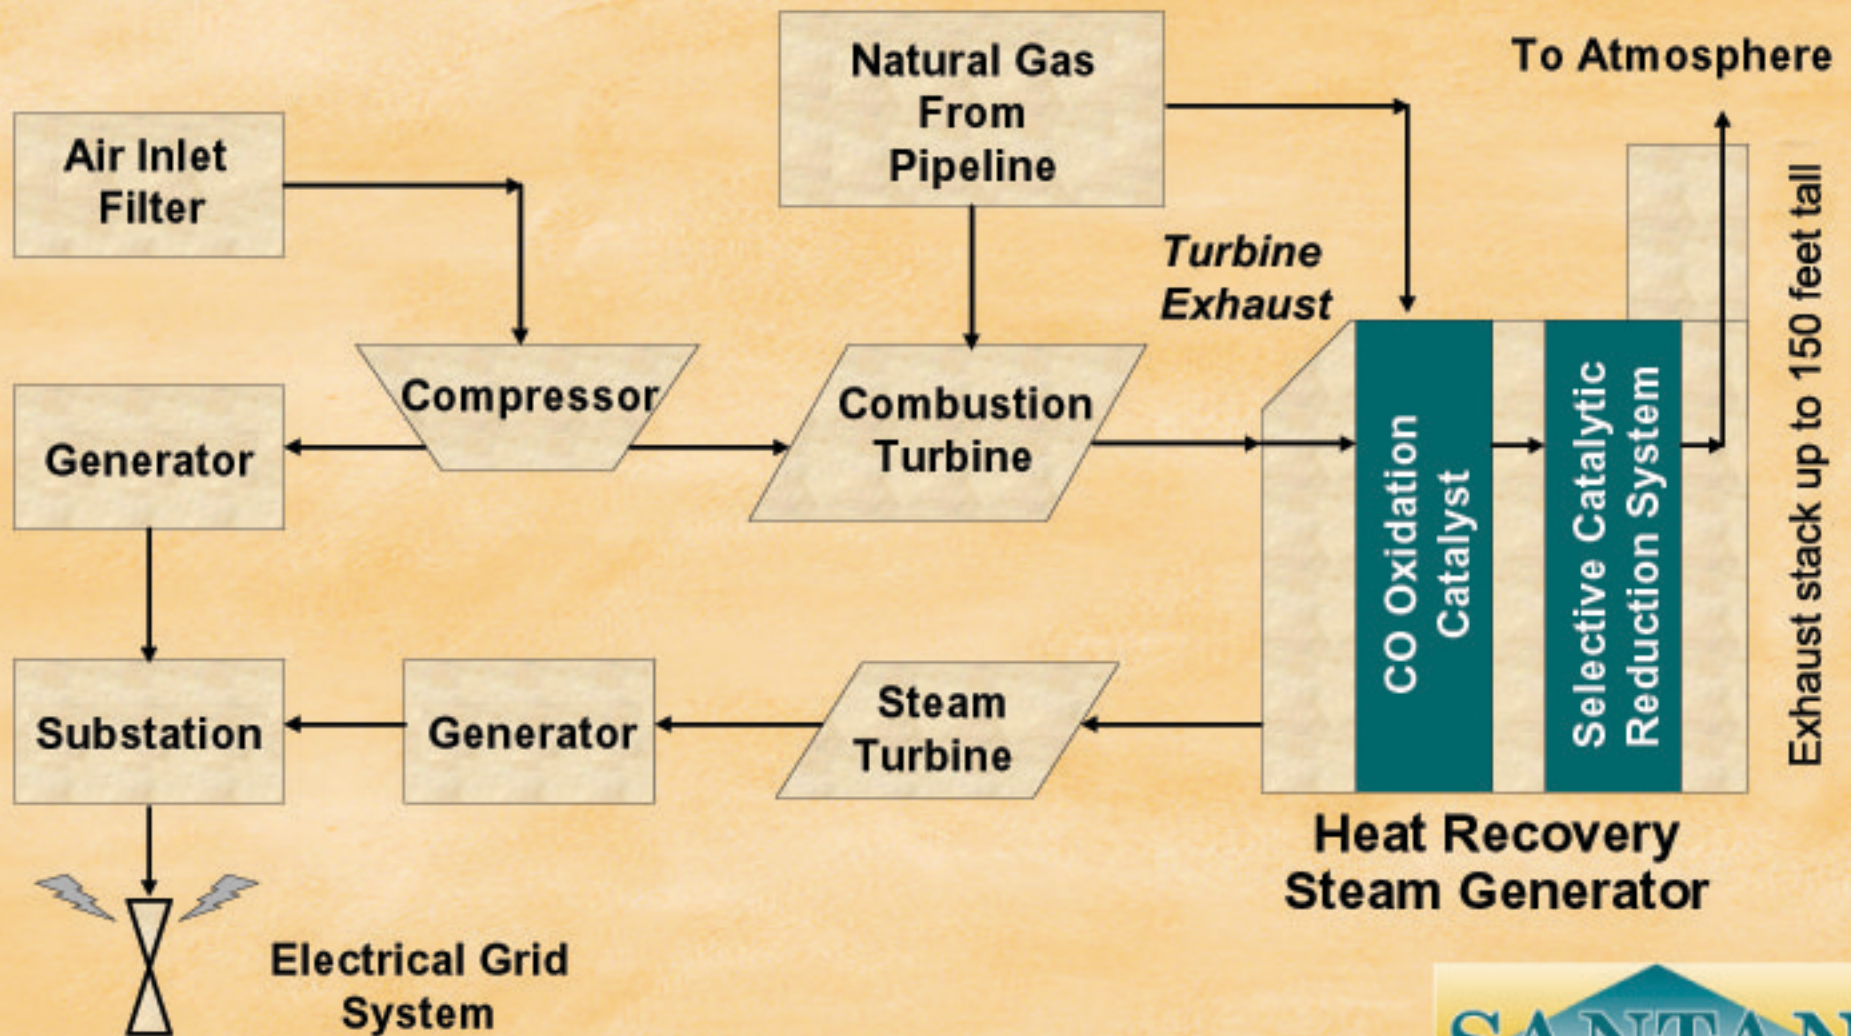 Natural Gas
From
Pipeline
To Atmosphere
Air Inlet
Filter
Turbine
Exhaust
Exhaust stack up to 150 feet tall
Compressor
Combustion
Turbine
Generator
CO Oxidation
Catalyst
Selective Catalytic
Reduction System
Substation
Generator
Steam
Turbine
Heat Recovery
Steam Generator
Electrical Grid
System
SANTAN